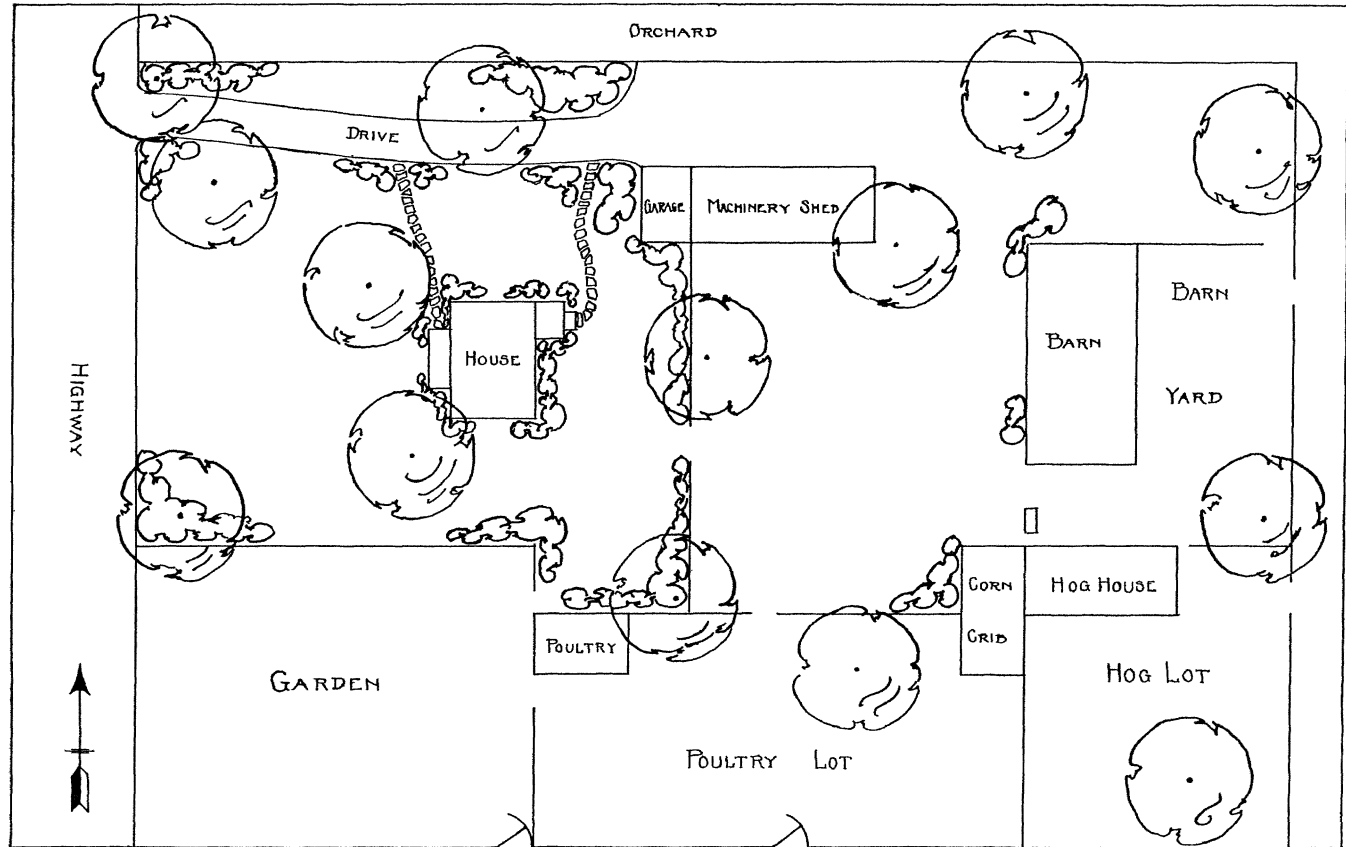 ORCHARD
DRIVE
GARAGE
MACHINERY SHED
BARN
YARD
BARN
HOUSE
HIGHWAY
CORN
CRIB
HOG HOUSE
POULTRY
GARDEN
HOG LOT
POULTRY LOT